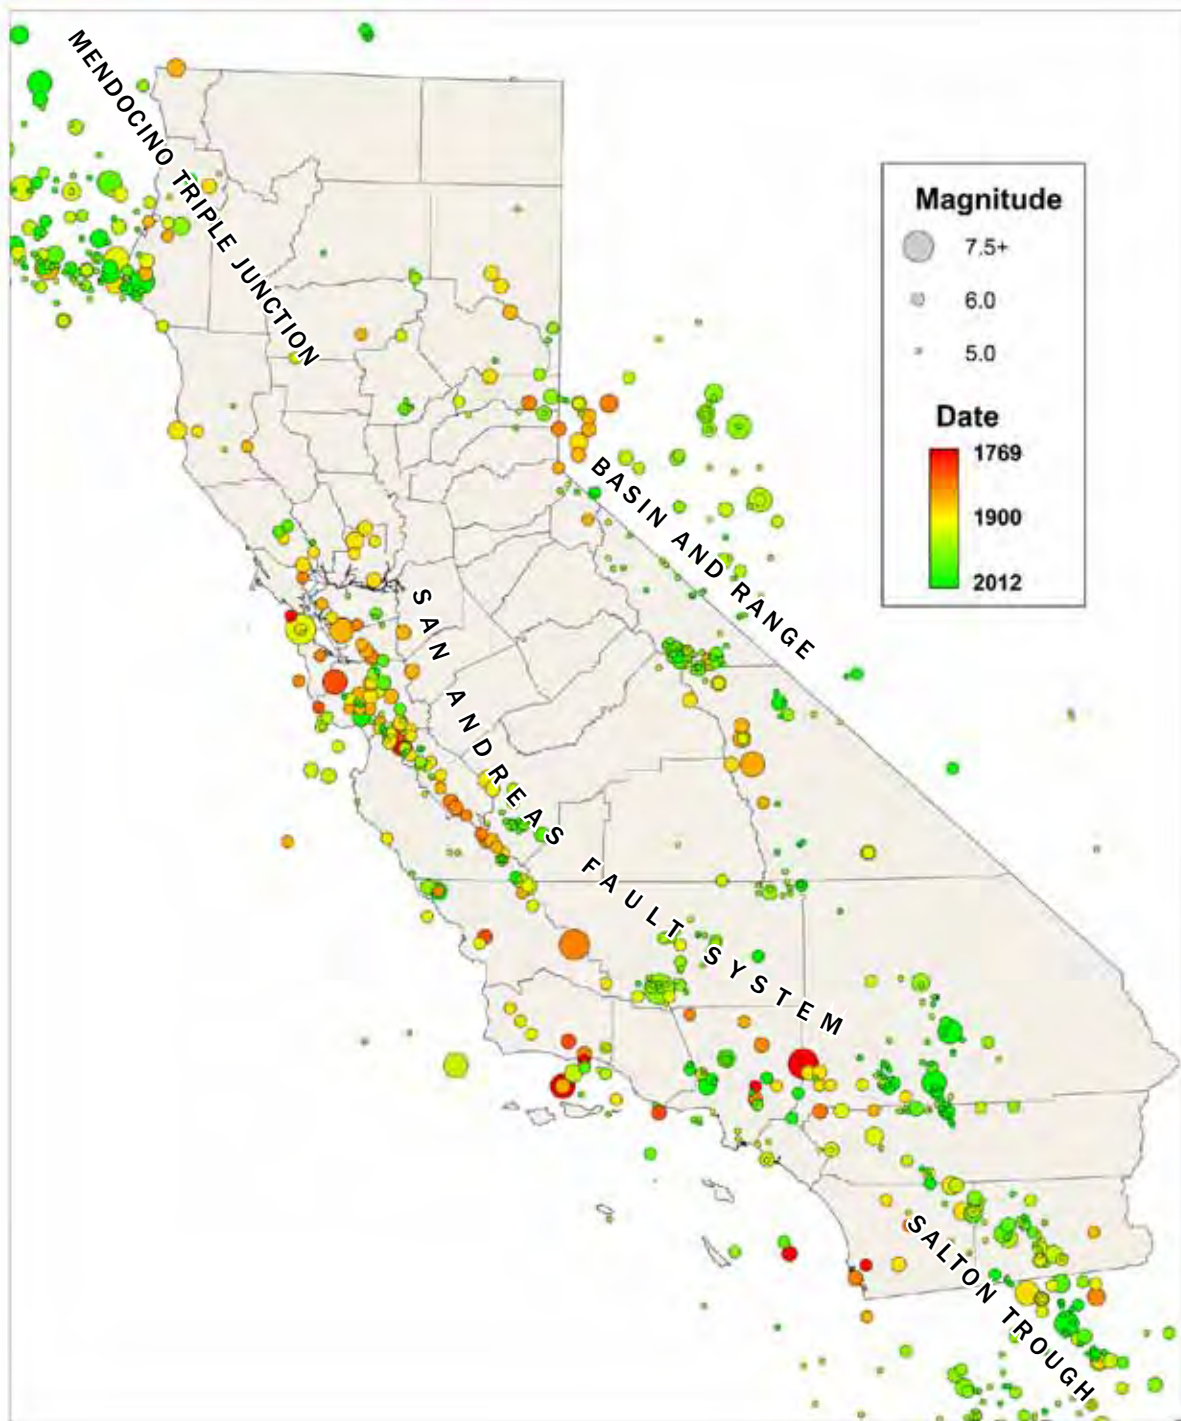 MENDOCINO TRIPLE JUNCTION
Magnitude
7.5+
6.0
5.0
Date
1769
1900
2012
BASIN AND RANGE
SAN ANDREAS FAULT SYSTEM
SALTON TROUGH